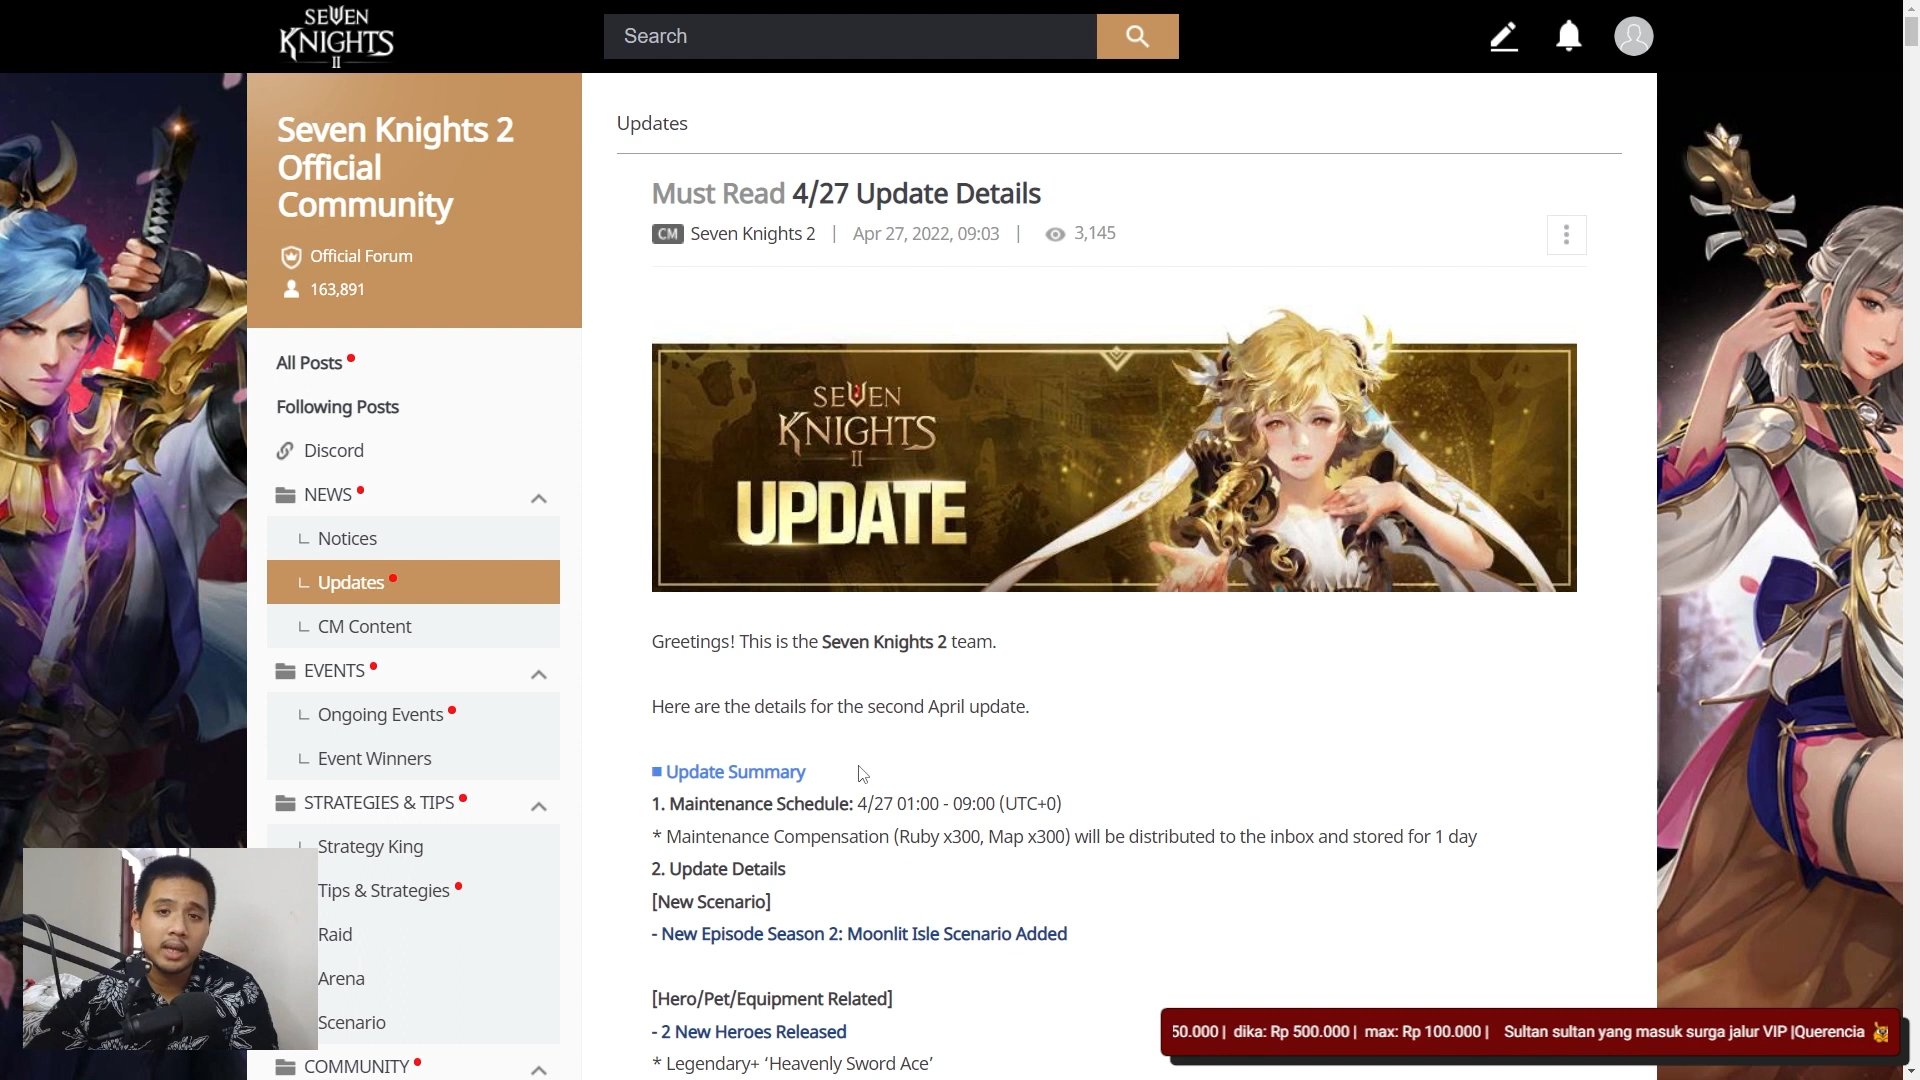 SEVEN
KNIGHTS
II
Search
Seven Knights 2
Official
Community
Official Forum
163,891
All Posts
Following Posts
Discord
NEWS
Notices
Updates
CM Content
EVENTS
Ongoing Events
Event Winners
STRATEGIES & TIPS
Strategy King
Tips & Strategies
Raid
Arena
Scenario
COMMUNITY
Updates
Must Read 4/27 Update Details
CM Seven Knights 2 | Apr 27, 2022, 09:03 | 3,145
SEVEN
KNIGHTS
II
UPDATE
Greetings! This is the Seven Knights 2 team.
Here are the details for the second April update.
■ Update Summary
1. Maintenance Schedule: 4/27 01:00 - 09:00 (UTC+0)
* Maintenance Compensation (Ruby x300, Map x300) will be distributed to the inbox and stored for 1 day
2. Update Details
[New Scenario]
- New Episode Season 2: Moonlit Isle Scenario Added
[Hero/Pet/Equipment Related]
- 2 New Heroes Released
* Legendary+ ‘Heavenly Sword Ace’
50.000 | dika: Rp 500.000 | max: Rp 100.000 | Sultan sultan yang masuk surga jalur VIP |Querencia